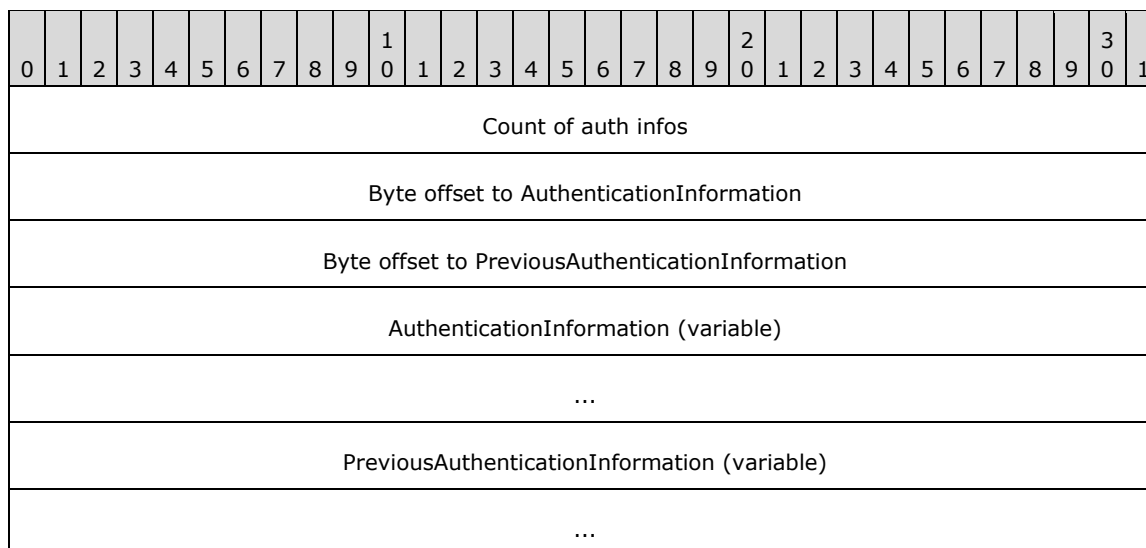 1 2 3
0 1 2 3 4 5 6 7 8 9 0 1 2 3 4 5 6 7 8 9 0 1 2 3 4 5 6 7 8 9 0 1
Count of auth infos
Byte offset to AuthenticationInformation
Byte offset to PreviousAuthenticationInformation
AuthenticationInformation (variable)
...
PreviousAuthenticationInformation (variable)
...